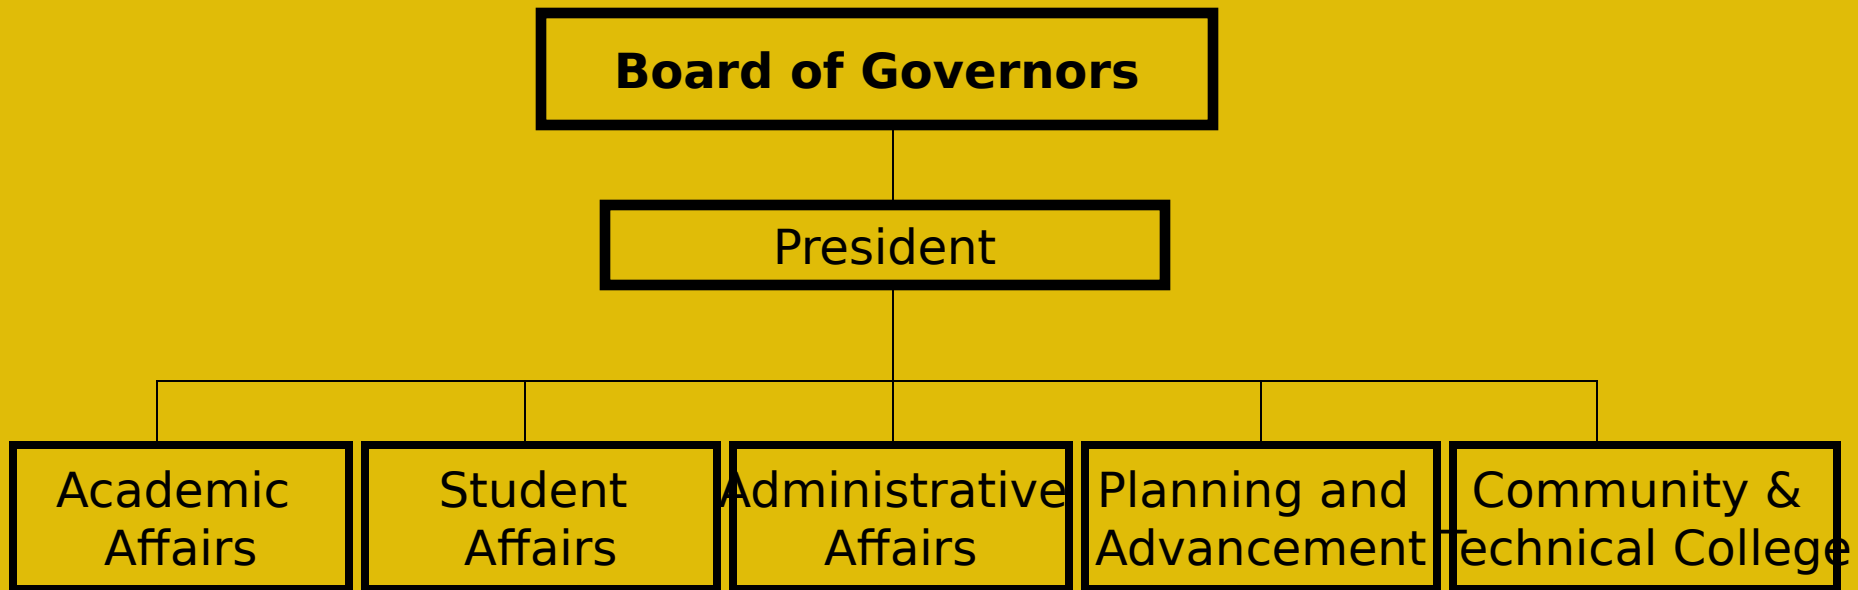 Board of Governors
President
Academic
Affairs
Student
Affairs
Administrative
Affairs
Planning and
Advancement
Community &
Technical College